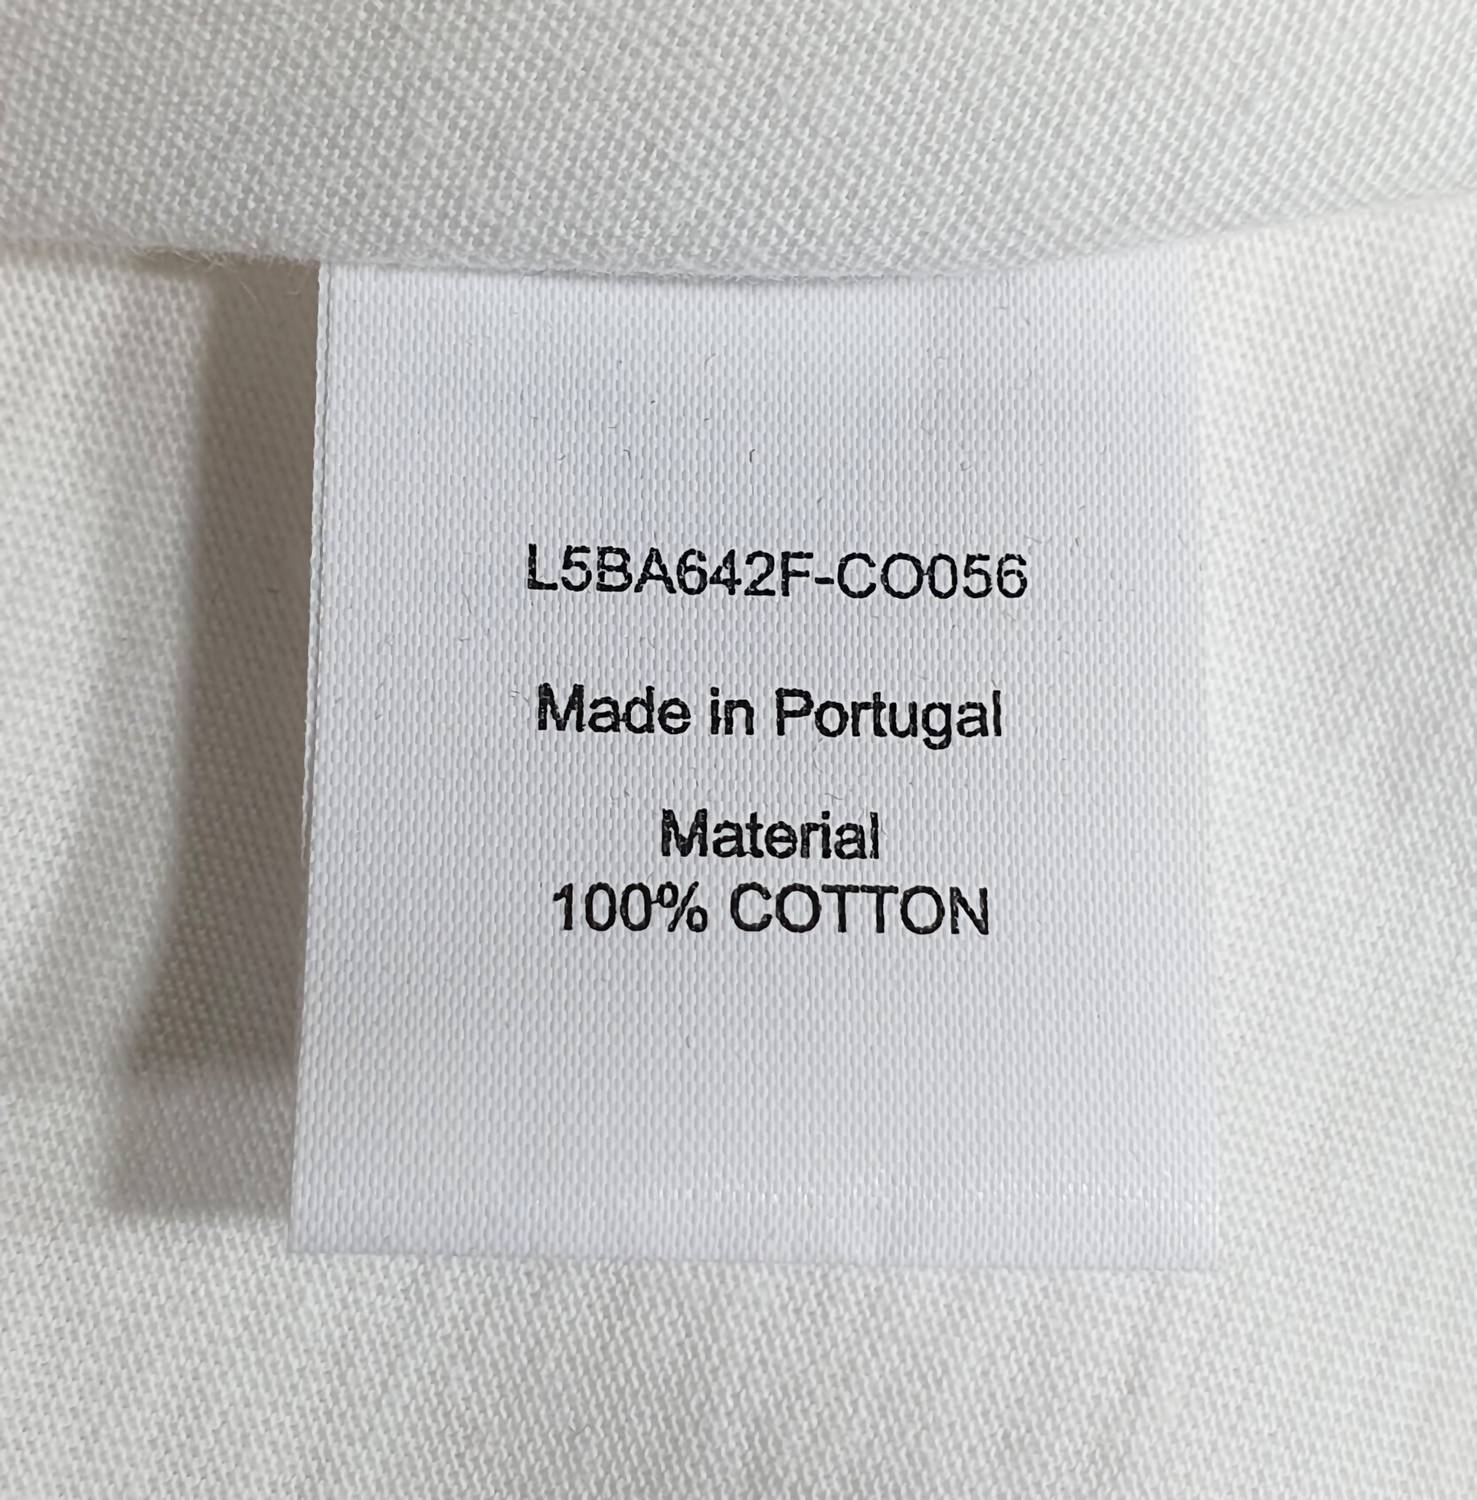 L5BA642F-CO056
Made in Portugal
Material
100% COTTON